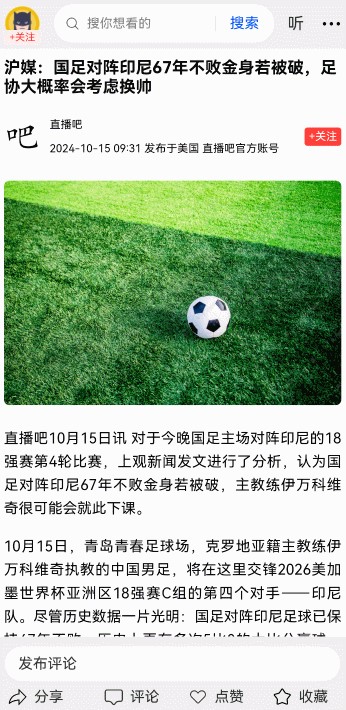 搜你想看的
搜索
听
+关注
沪媒：国足对阵印尼67年不败金身若被破，足
协大概率会考虑换帅
吧
直播吧
2024-10-15 09:31 发布于美国 直播吧官方账号
+关注
直播吧10月15日讯 对于今晚国足主场对阵印尼的18
强赛第4轮比赛，上观新闻发文进行了分析，认为国
足对阵印尼67年不败金身若被破，主教练伊万科维
奇很可能会就此下课。
10月15日，青岛青春足球场，克罗地亚籍主教练伊
万科维奇执教的中国男足，将在这里交锋2026美加
墨世界杯亚洲区18强赛C组的第四个对手——印尼
队。尽管历史数据一片光明：国足对阵印尼足球已保
发布评论
分享
评论
点赞
收藏